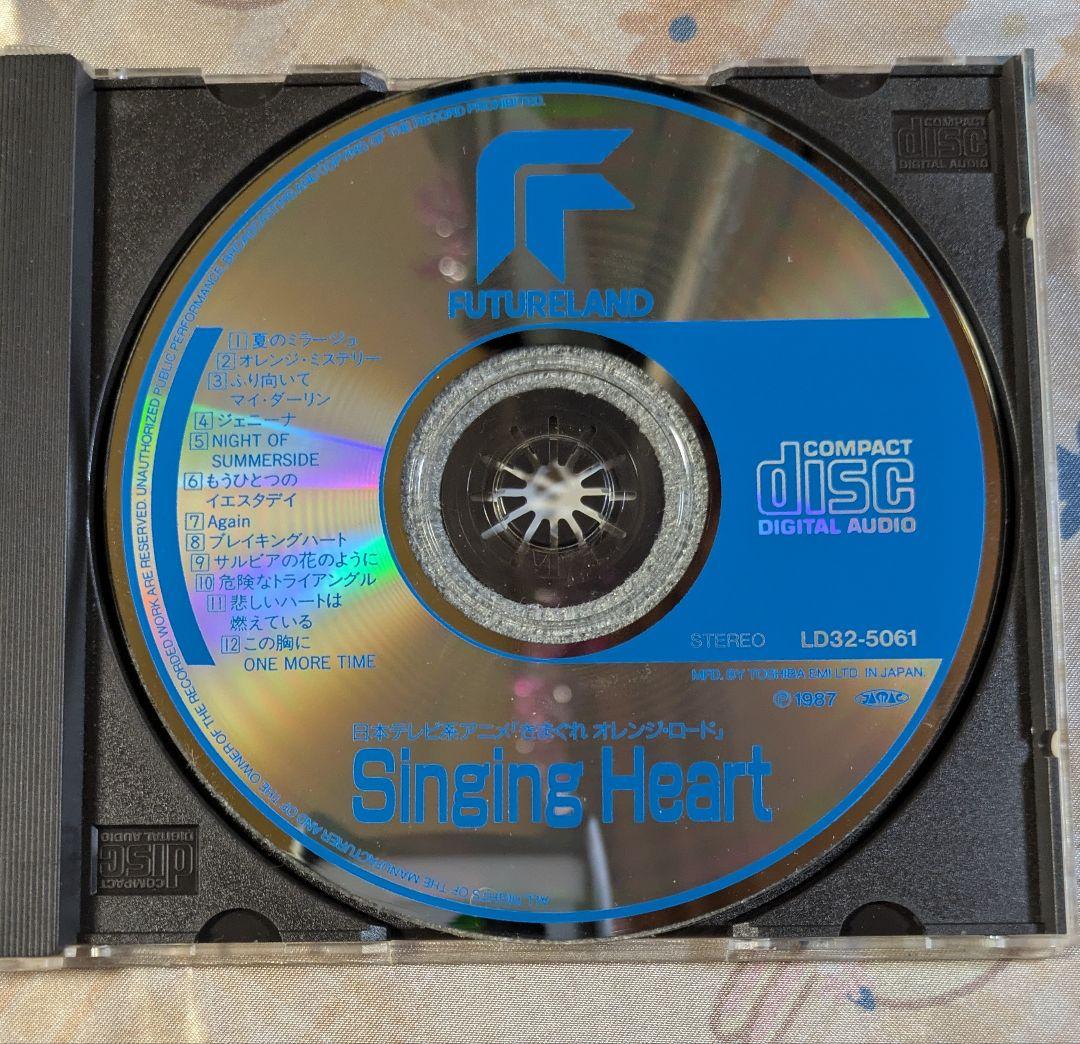 FUTURELAND
1 夏のミラージュ
2 オレンジ・ミステリー
3 ふり向いて
マイ・ダーリン
4 ジェニーナ
5 NIGHT OF
SUMMERSIDE
6 もうひとつの
イエスタデイ
7 Again
8 ブレイキングハート
9 サルビアの花のように
10 危険なトライアングル
11 悲しいハートは
燃えている
12 この胸に
ONE MORE TIME
COMPACT
disc
DIGITAL AUDIO
STEREO LD32-5061
MFD. BY TOSHIBA EMI LTD. IN JAPAN.
Ⓟ1987 JASRAC
日本テレビ系アニメ「きまぐれ オレンジ・ロード」
Singing Heart
ALL RIGHTS OF THE MANUFACTURER AND OF THE OWNER OF THE RECORDED WORK ARE RESERVED. UNAUTHORIZED PUBLIC PERFORMANCE, BROADCASTING AND COPYING OF THE RECORD PROHIBITED.
COMPACT
disc
DIGITAL AUDIO
COMPACT
disc
DIGITAL AUDIO